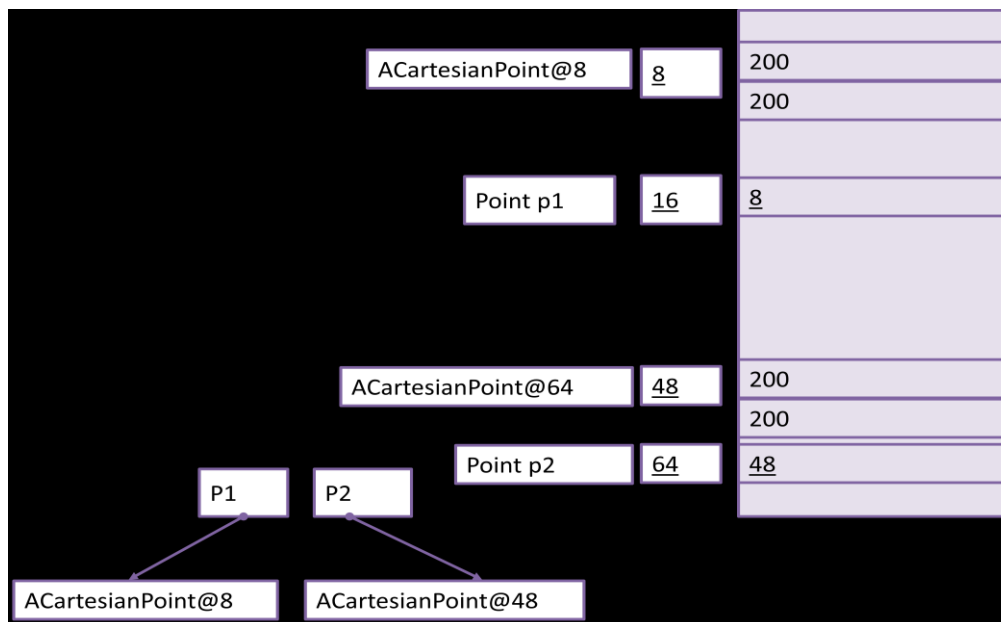 ACartesianPoint@8 8 200
200
Point p1 16 8
ACartesianPoint@64 48 200
200
Point p2 64 48
P1 P2
ACartesianPoint@8 ACartesianPoint@48